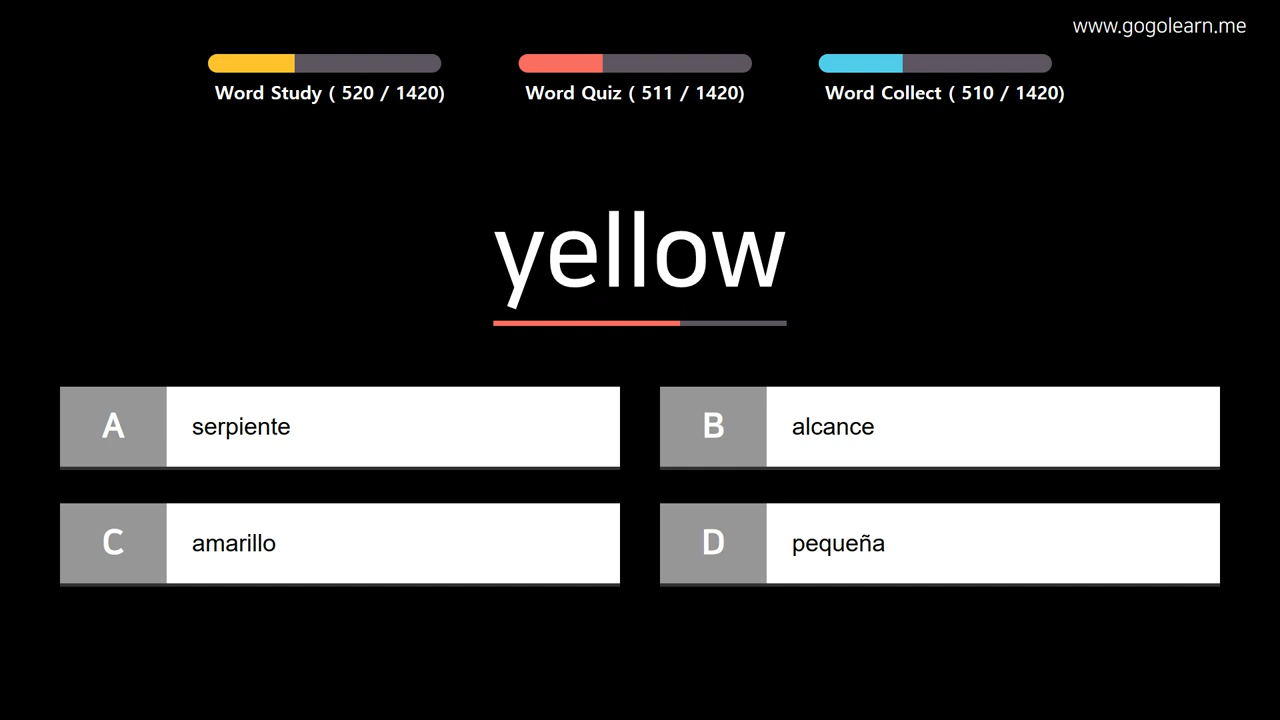 www.gogolearn.me
Word Study ( 520 / 1420)
Word Quiz ( 511 / 1420)
Word Collect ( 510 / 1420)
yellow
A
serpiente
B
alcance
C
amarillo
D
pequeña